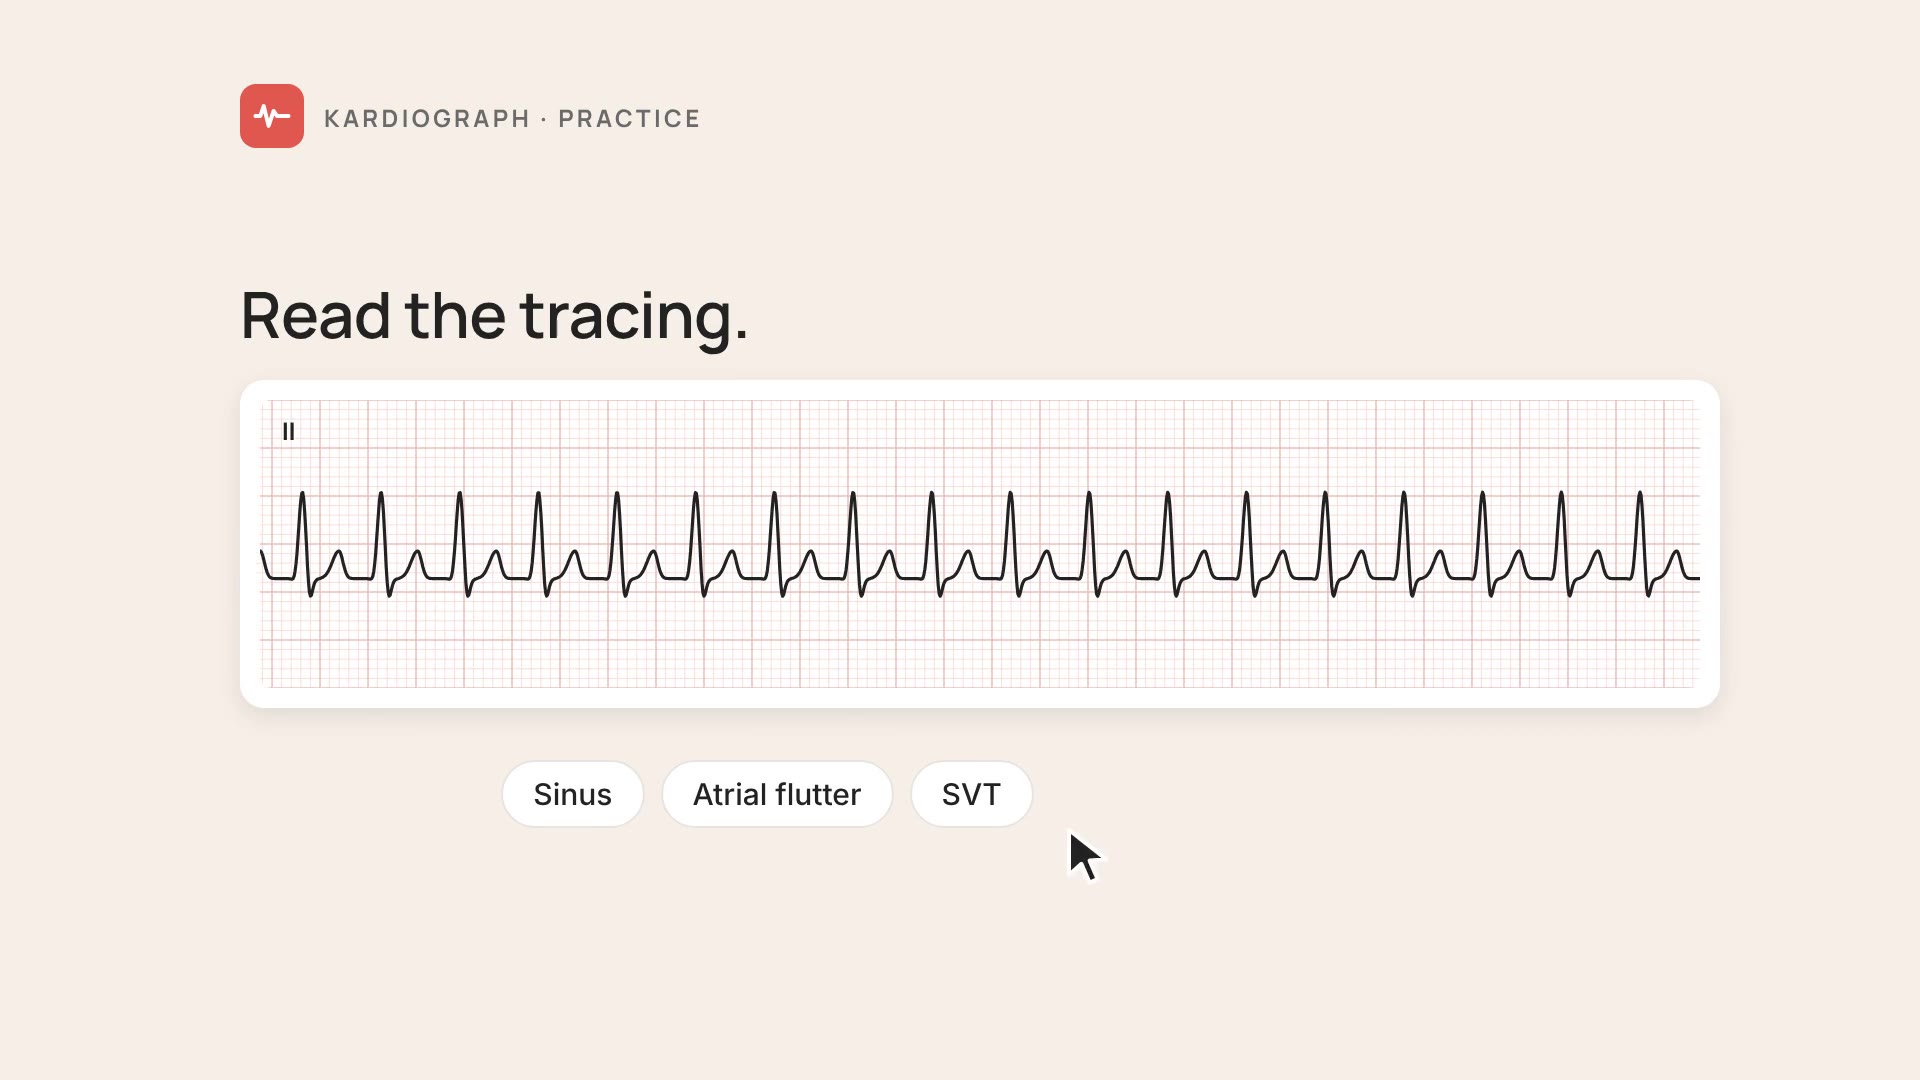 KARDIOGRAPH · PRACTICE
Read the tracing.
II
Sinus
Atrial flutter
SVT